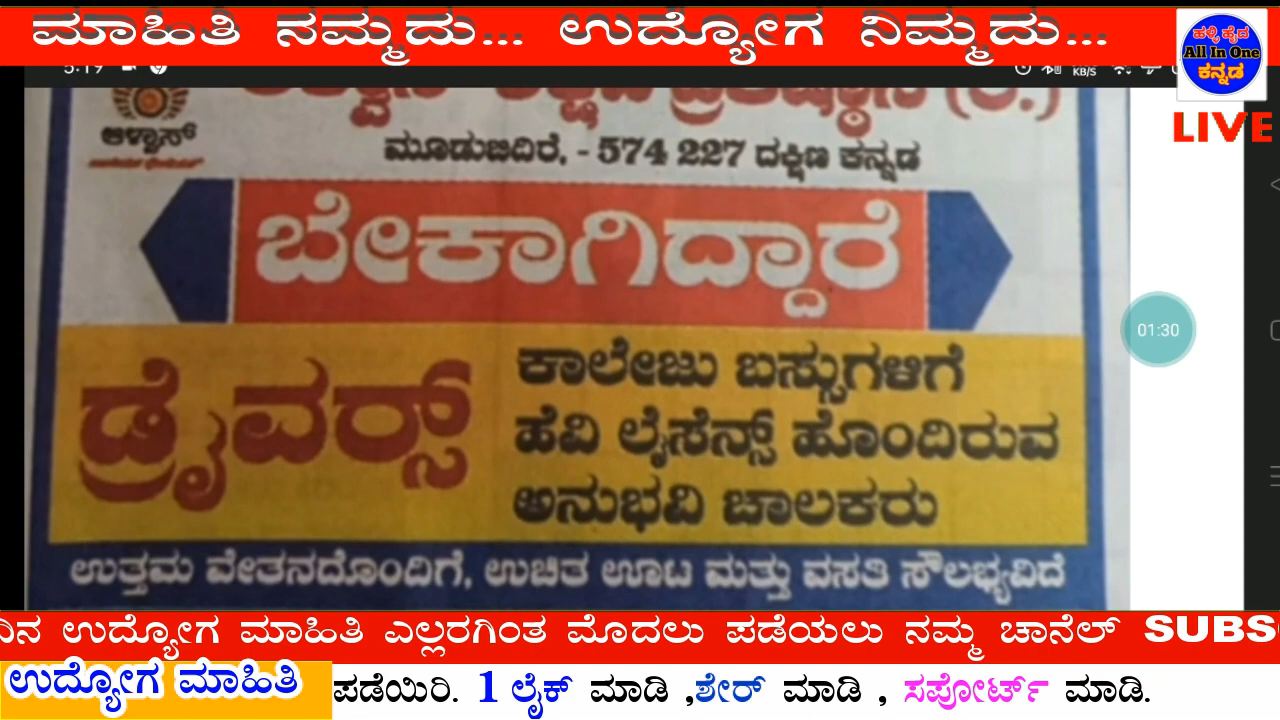 ಮಾಹಿತಿ ನಮ್ಮದು... ಉದ್ಯೋಗ ನಿಮ್ಮದು...
ಹಳ್ಳಿ ಹೈದ
All In One
ಕನ್ನಡ
LIVE
5:19
KB/S
ಆಳ್ವಾಸ್
(ರಿ.)
ಮೂಡುಬಿದಿರೆ, - 574 227 ದಕ್ಷಿಣ ಕನ್ನಡ
ಬೇಕಾಗಿದ್ದಾರೆ
01:30
ಡ್ರೈವರ್ಸ್
ಕಾಲೇಜು ಬಸ್ಸುಗಳಿಗೆ
ಹೆವಿ ಲೈಸೆನ್ಸ್ ಹೊಂದಿರುವ
ಅನುಭವಿ ಚಾಲಕರು
ಉತ್ತಮ ವೇತನದೊಂದಿಗೆ, ಉಚಿತ ಊಟ ಮತ್ತು ವಸತಿ ಸೌಲಭ್ಯವಿದೆ
ಉದ್ಯೋಗ ಮಾಹಿತಿ ಎಲ್ಲರಗಿಂತ ಮೊದಲು ಪಡೆಯಲು ನಮ್ಮ ಚಾನೆಲ್ SUBS
ಉದ್ಯೋಗ ಮಾಹಿತಿ ಪಡೆಯಿರಿ. 1 ಲೈಕ್ ಮಾಡಿ ,ಶೇರ್ ಮಾಡಿ , ಸಪೋರ್ಟ್ ಮಾಡಿ.